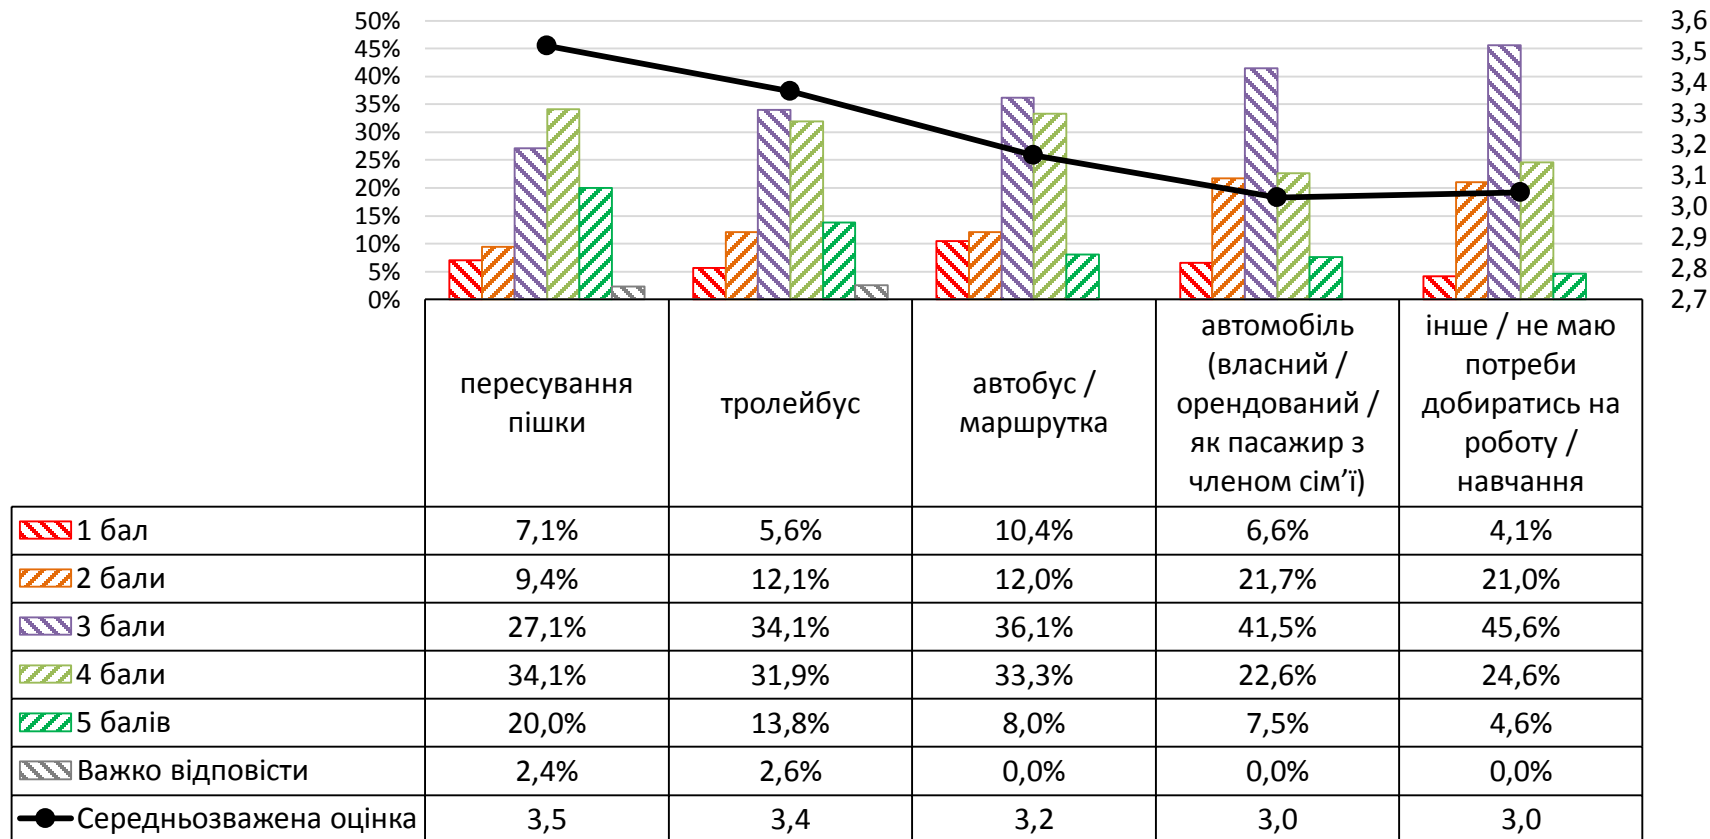 50%
45%
40%
35%
30%
25%
20%
15%
10%
5%
0%
3,6
3,5
3,4
3,3
3,2
3,1
3,0
2,9
2,8
2,7
пересування
пішки
тролейбус
автобус /
маршрутка
автомобіль
(власний /
орендований /
як пасажир з
членом сім’ї)
інше / не маю
потреби
добиратись на
роботу /
навчання
1 бал 7,1% 5,6% 10,4% 6,6% 4,1%
2 бали 9,4% 12,1% 12,0% 21,7% 21,0%
3 бали 27,1% 34,1% 36,1% 41,5% 45,6%
4 бали 34,1% 31,9% 33,3% 22,6% 24,6%
5 балів 20,0% 13,8% 8,0% 7,5% 4,6%
Важко відповісти 2,4% 2,6% 0,0% 0,0% 0,0%
Середньозважена оцінка 3,5 3,4 3,2 3,0 3,0